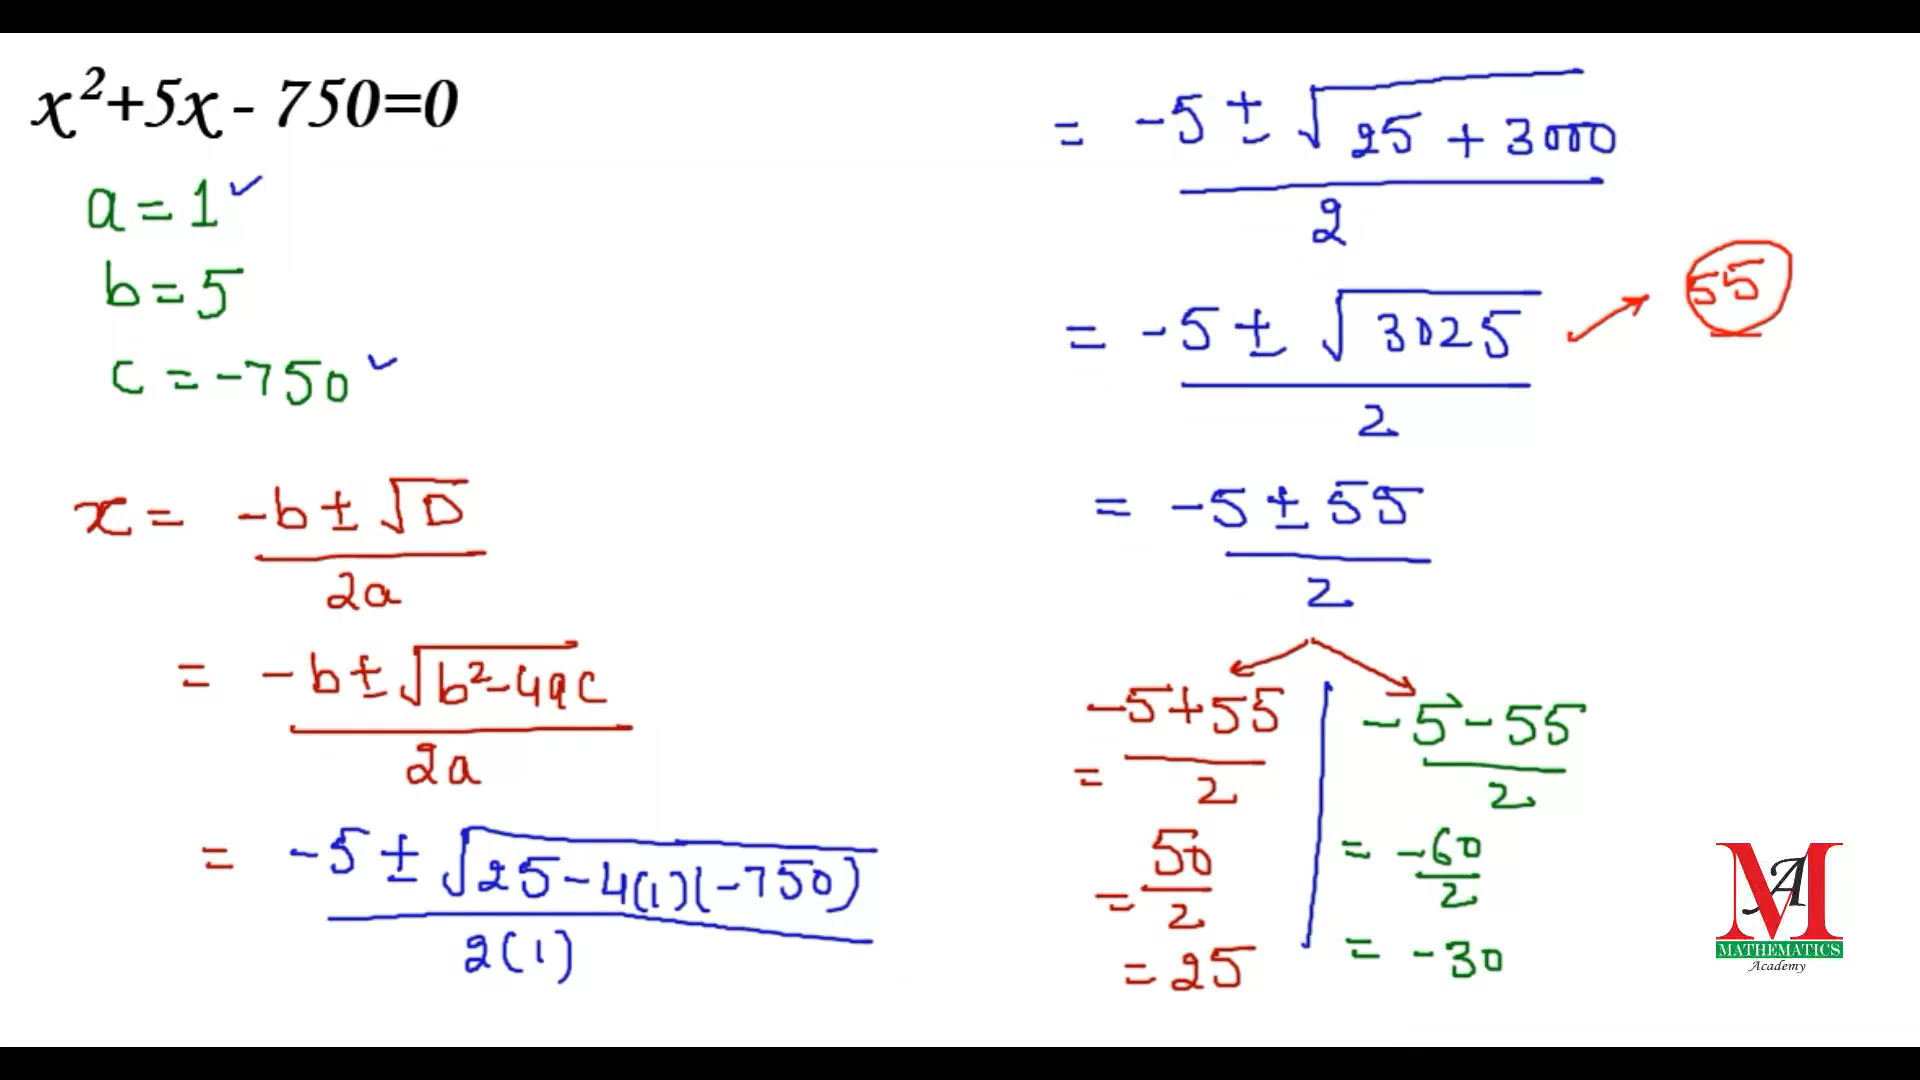 x²+5x - 750=0
a = 1 ✓
b = 5
c = -750 ✓
x = (-b ± √D) / 2a
= (-b ± √(b²-4ac)) / 2a
= (-5 ± √(25-4(1)(-750))) / 2(1)
= (-5 ± √(25 + 3000)) / 2
= (-5 ± √3025) / 2 → 55
= (-5 ± 55) / 2
= (-5+55) / 2
= 50 / 2
= 25
(-5-55) / 2
= -60 / 2
= -30
MA
MATHEMATICS
Academy